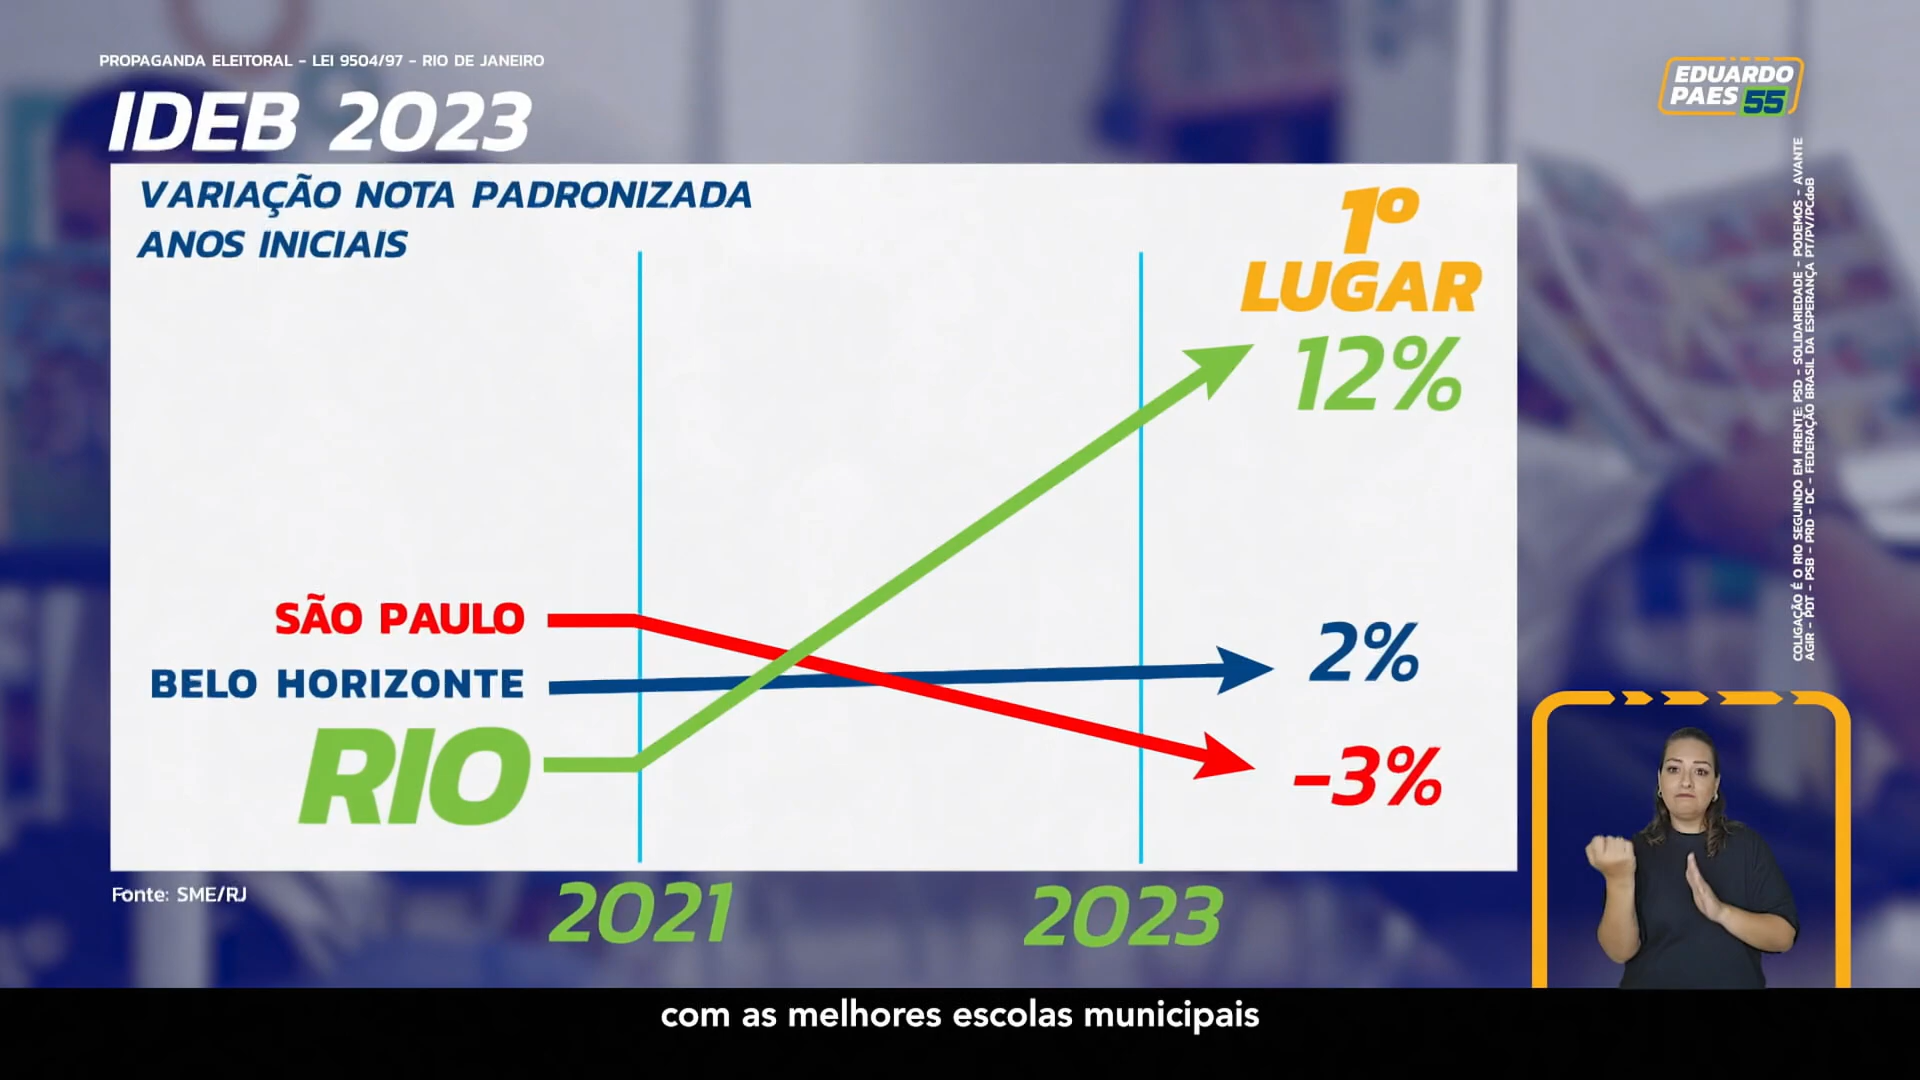 PROPAGANDA ELEITORAL - LEI 9504/97 - RIO DE JANEIRO
IDEB 2023
EDUARDO
PAES 55
VARIAÇÃO NOTA PADRONIZADA
ANOS INICIAIS
1º
LUGAR
12%
SÃO PAULO
BELO HORIZONTE
RIO
2%
-3%
COLIGAÇÃO É O RIO SEGUINDO EM FRENTE: PSD - SOLIDARIEDADE - PODEMOS - AVANTE
AGIR - PDT - PSB - PRD - DC - FEDERAÇÃO BRASIL DA ESPERANÇA PT/PV/PCdoB
Fonte: SME/RJ
2021
2023
com as melhores escolas municipais